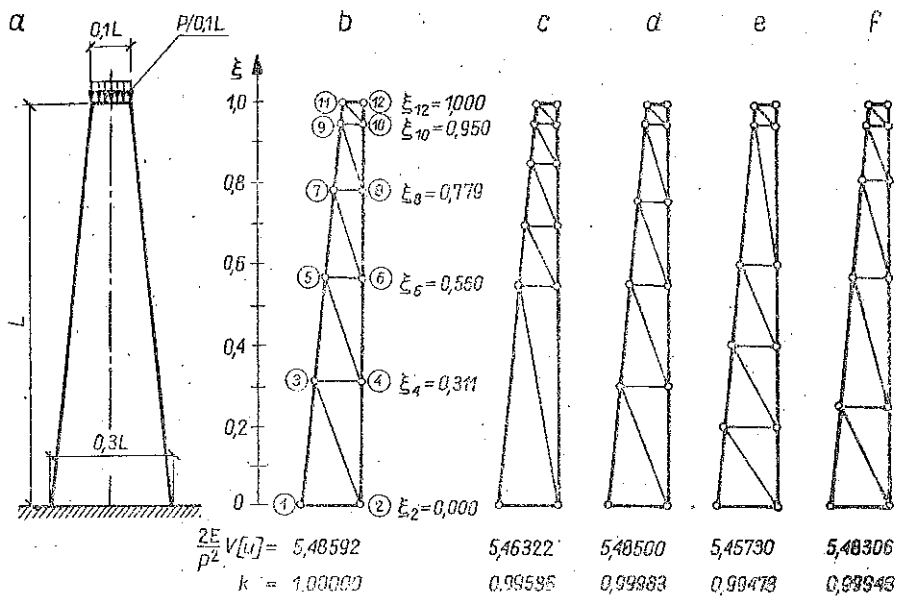 a b c d e f
0,1L P/0,1L
ξ
1,0 11 12 ξ12=1,000
9 10 ξ10=0,950
0,8 7 8 ξ8=0,779
0,6 5 6 ξ6=0,560
0,4 3 4 ξ4=0,311
L
0,2
0,3L
0 1 2 ξ2=0,000
2E/P² V[u]= 5,48592 5,46322 5,48500 5,45730 5,48306
k = 1,00000 0,99586 0,99983 0,99478 0,99948